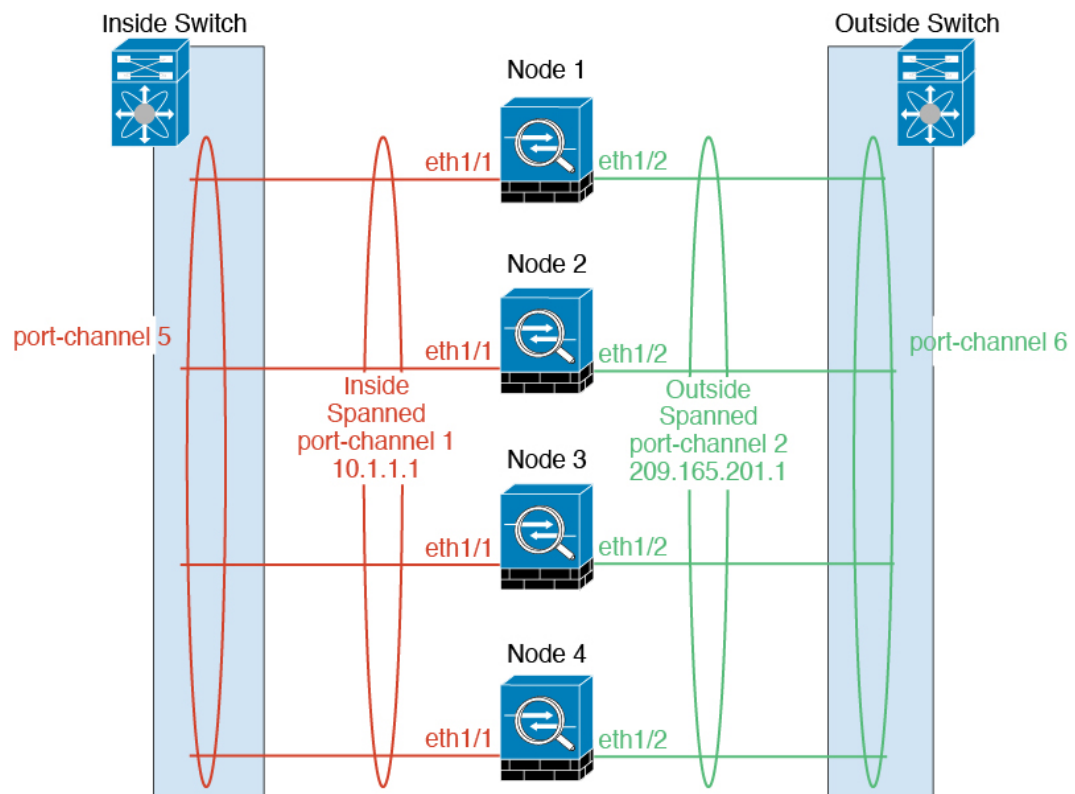 Inside Switch
Outside Switch
Node 1
eth1/1
eth1/2
Node 2
port-channel 5
port-channel 6
eth1/1
eth1/2
Inside
Spanned
port-channel 1
10.1.1.1
Outside
Spanned
port-channel 2
209.165.201.1
Node 3
eth1/1
eth1/2
Node 4
eth1/1
eth1/2